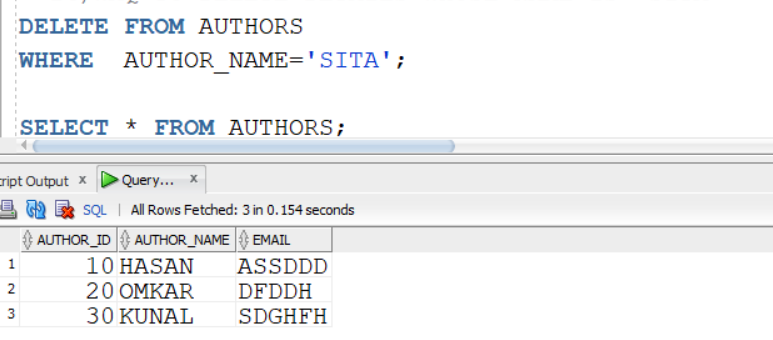 DELETE FROM AUTHORS
WHERE AUTHOR_NAME='SITA';
SELECT * FROM AUTHORS;
cript Output x Query... x
SQL | All Rows Fetched: 3 in 0.154 seconds
AUTHOR_ID AUTHOR_NAME EMAIL
1 10 HASAN ASSDDD
2 20 OMKAR DFDDH
3 30 KUNAL SDGHFH